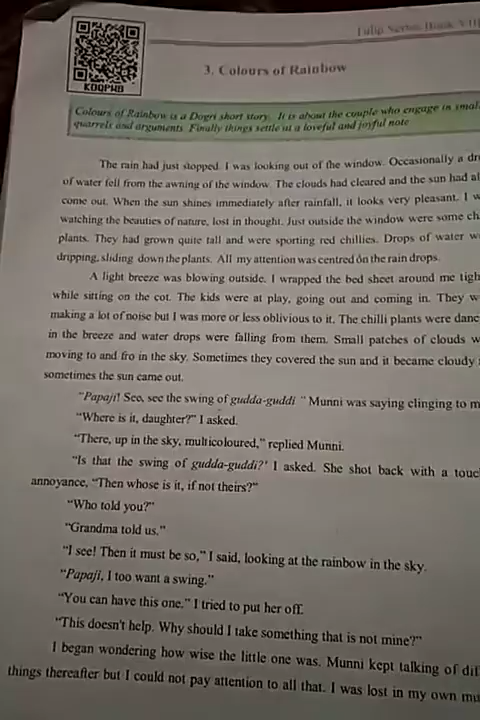 Tulip Series Book VII
KDQPWB
3. Colours of Rainbow
Colours of Rainbow is a Dogri short story. It is about the couple who engage in smal
quarrels and arguments. Finally things settle at a loveful and joyful note
The rain had just stopped. I was looking out of the window. Occasionally a dr
of water fell from the awning of the window. The clouds had cleared and the sun had al
come out. When the sun shines immediately after rainfall, it looks very pleasant. I w
watching the beauties of nature, lost in thought. Just outside the window were some ch
plants. They had grown quite tall and were sporting red chillies. Drops of water w
dripping, sliding down the plants. All my attention was centred on the rain drops.
A light breeze was blowing outside. I wrapped the bed sheet around me tigh
while sitting on the cot. The kids were at play, going out and coming in. They w
making a lot of noise but I was more or less oblivious to it. The chilli plants were danc
in the breeze and water drops were falling from them. Small patches of clouds w
moving to and fro in the sky. Sometimes they covered the sun and it became cloudy
sometimes the sun came out.
"Papaji! See, see the swing of gudda-guddi " Munni was saying clinging to m
"Where is it, daughter?" I asked.
"There, up in the sky, multicoloured," replied Munni.
"Is that the swing of gudda-guddi?' I asked. She shot back with a touc
annoyance, "Then whose is it, if not theirs?"
"Who told you?"
"Grandma told us."
"I see! Then it must be so," I said, looking at the rainbow in the sky.
"Papaji, I too want a swing."
"You can have this one." I tried to put her off.
"This doesn't help. Why should I take something that is not mine?"
I began wondering how wise the little one was. Munni kept talking of dif
things thereafter but I could not pay attention to all that. I was lost in my own mu